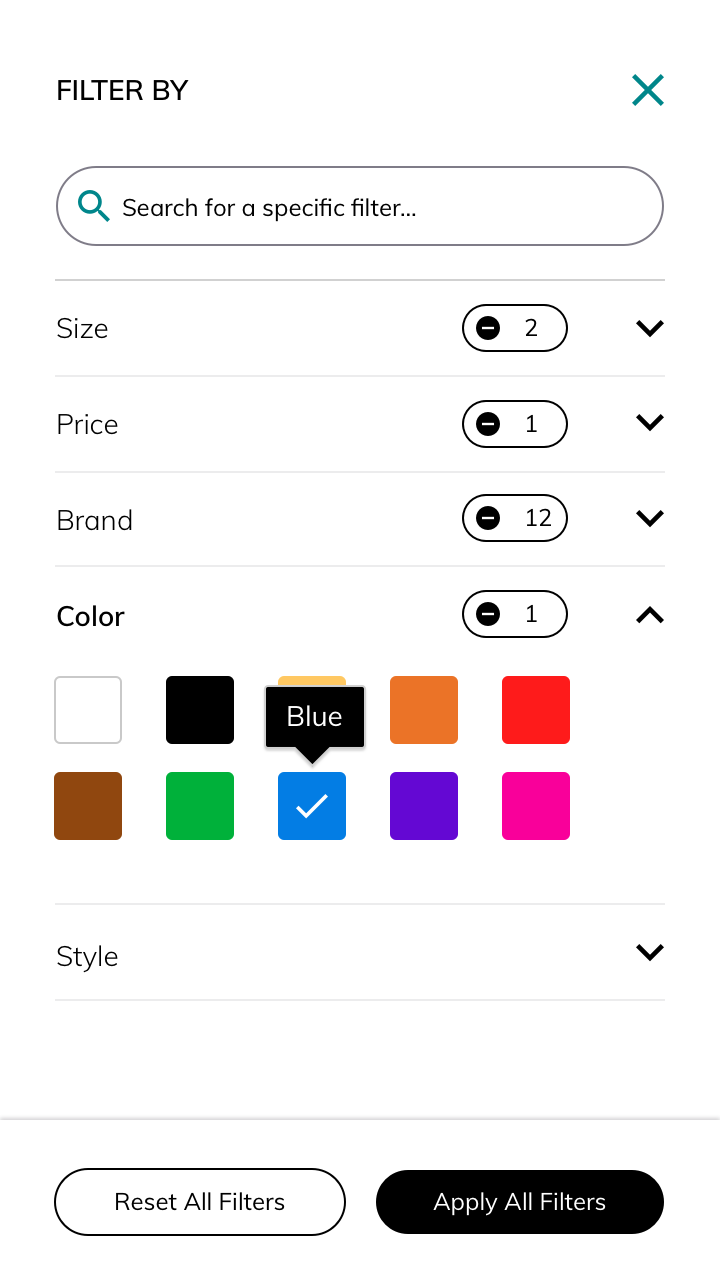 FILTER BY
Search for a specific filter...
Size 2
Price 1
Brand 12
Color 1
Blue
Style
Reset All Filters Apply All Filters